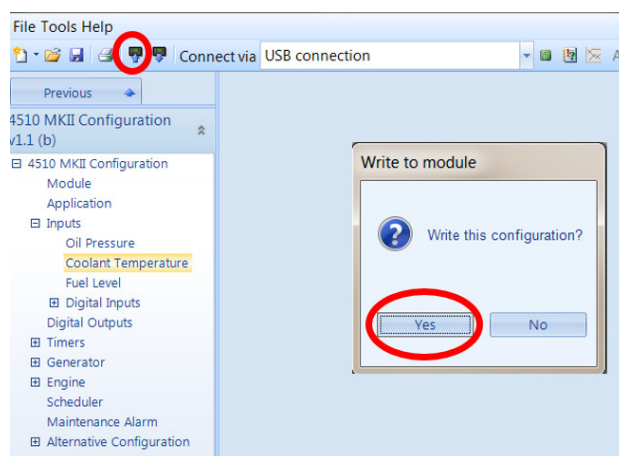 File Tools Help
Connect via USB connection
Previous
4510 MKII Configuration
v1.1 (b)
4510 MKII Configuration
Module
Application
Inputs
Oil Pressure
Coolant Temperature
Fuel Level
Digital Inputs
Digital Outputs
Timers
Generator
Engine
Scheduler
Maintenance Alarm
Alternative Configuration
Write to module
Write this configuration?
Yes No